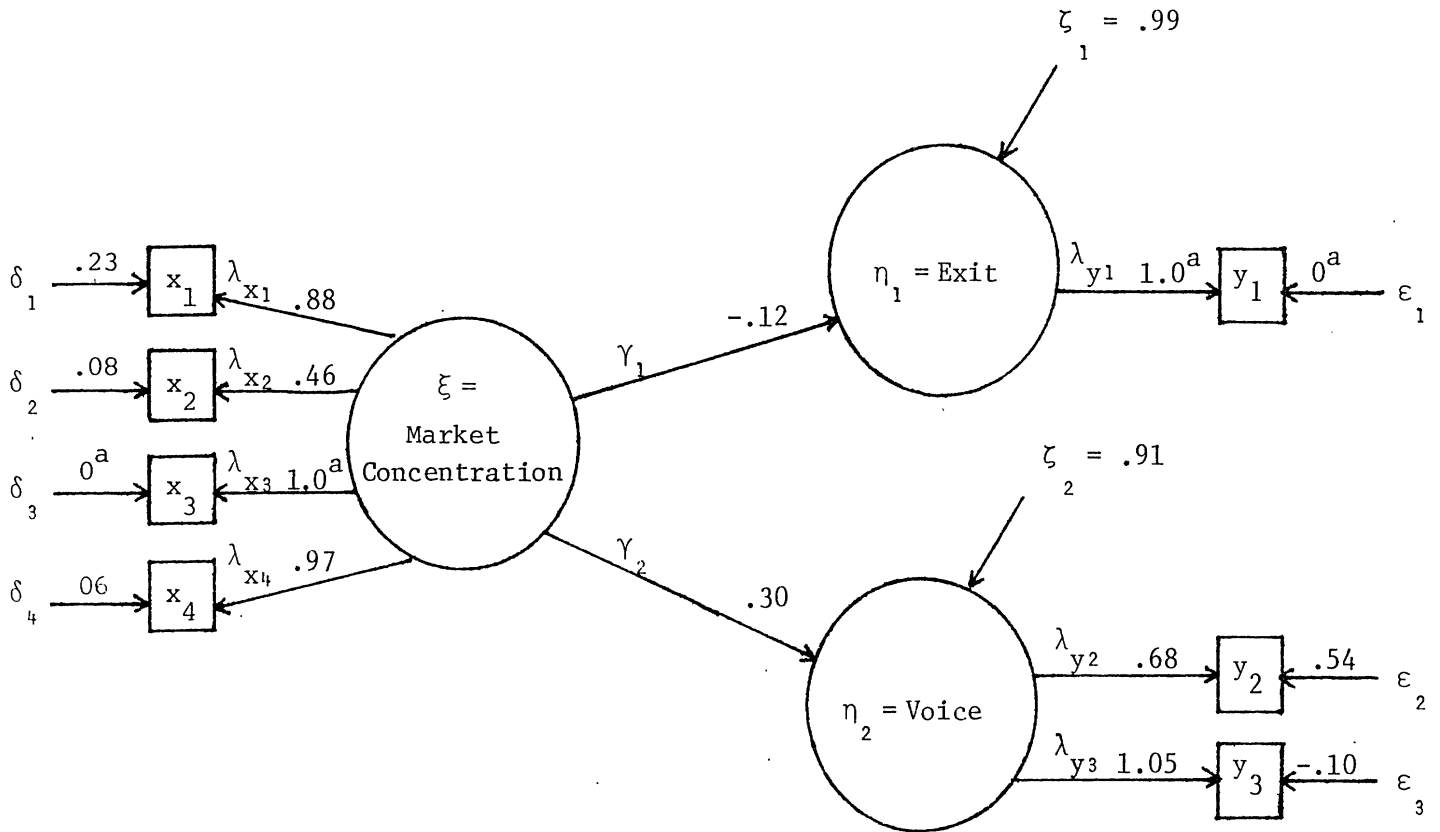 ζ₁ = .99
δ₁ .23 x₁ λx₁ .88
η₁ = Exit
λy₁ 1.0ᵃ y₁ 0ᵃ ε₁
-.12
γ₁
δ₂ .08 x₂ λx₂ .46
ξ =
Market
Concentration
δ₃ 0ᵃ x₃ λx₃ 1.0ᵃ
ζ₂ = .91
γ₂
.30
δ₄ 06 x₄ λx₄ .97
η₂ = Voice
λy₂ .68 y₂ .54 ε₂
λy₃ 1.05 y₃ -.10 ε₃